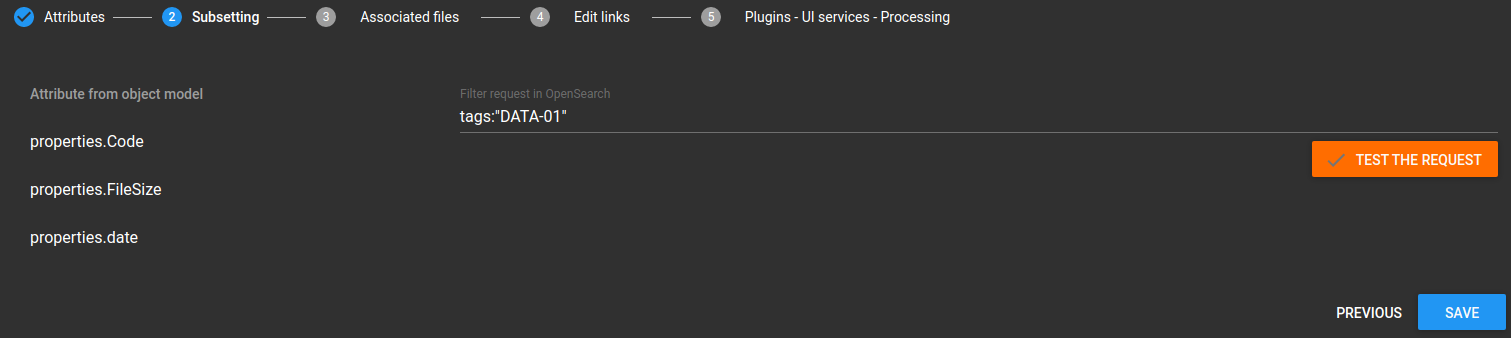 Attributes 2 Subsetting 3 Associated files 4 Edit links 5 Plugins - UI services - Processing
Attribute from object model
properties.Code
properties.FileSize
properties.date
Filter request in OpenSearch
tags:"DATA-01"
TEST THE REQUEST
PREVIOUS SAVE